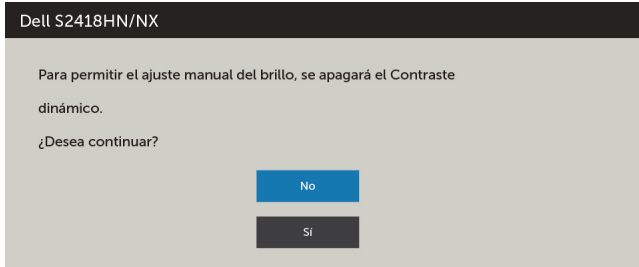 Dell S2418HN/NX
Para permitir el ajuste manual del brillo, se apagará el Contraste
dinámico.
¿Desea continuar?
No
Sí